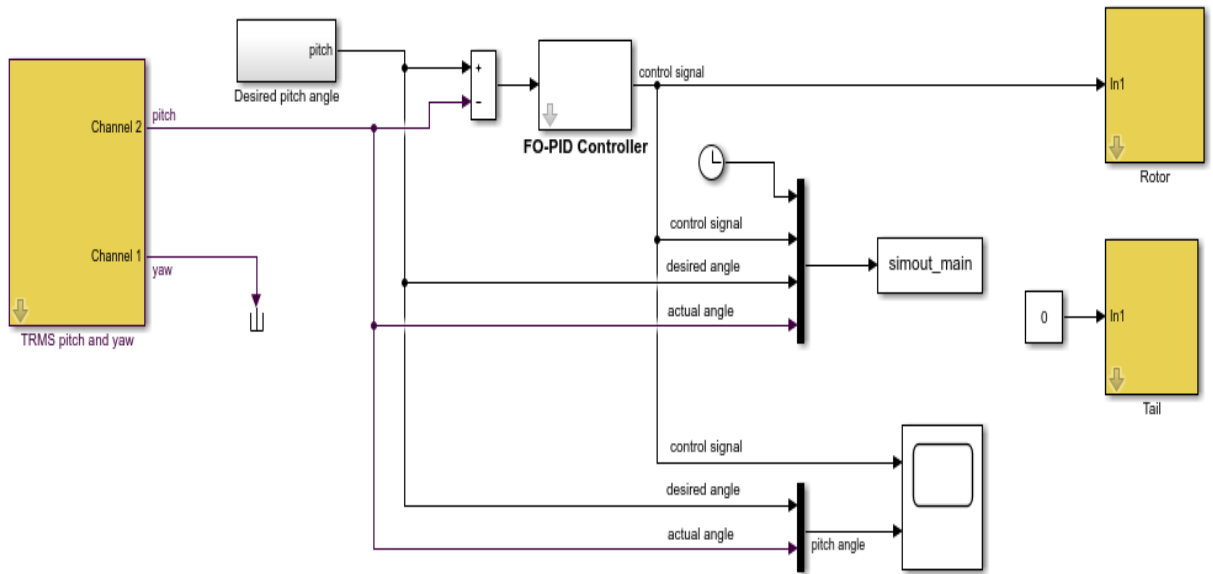 pitch
Desired pitch angle
+
−
FO-PID Controller
control signal
In1
Rotor
Channel 2
pitch
Channel 1
yaw
TRMS pitch and yaw
control signal
desired angle
actual angle
simout_main
0
In1
Tail
control signal
desired angle
actual angle
pitch angle